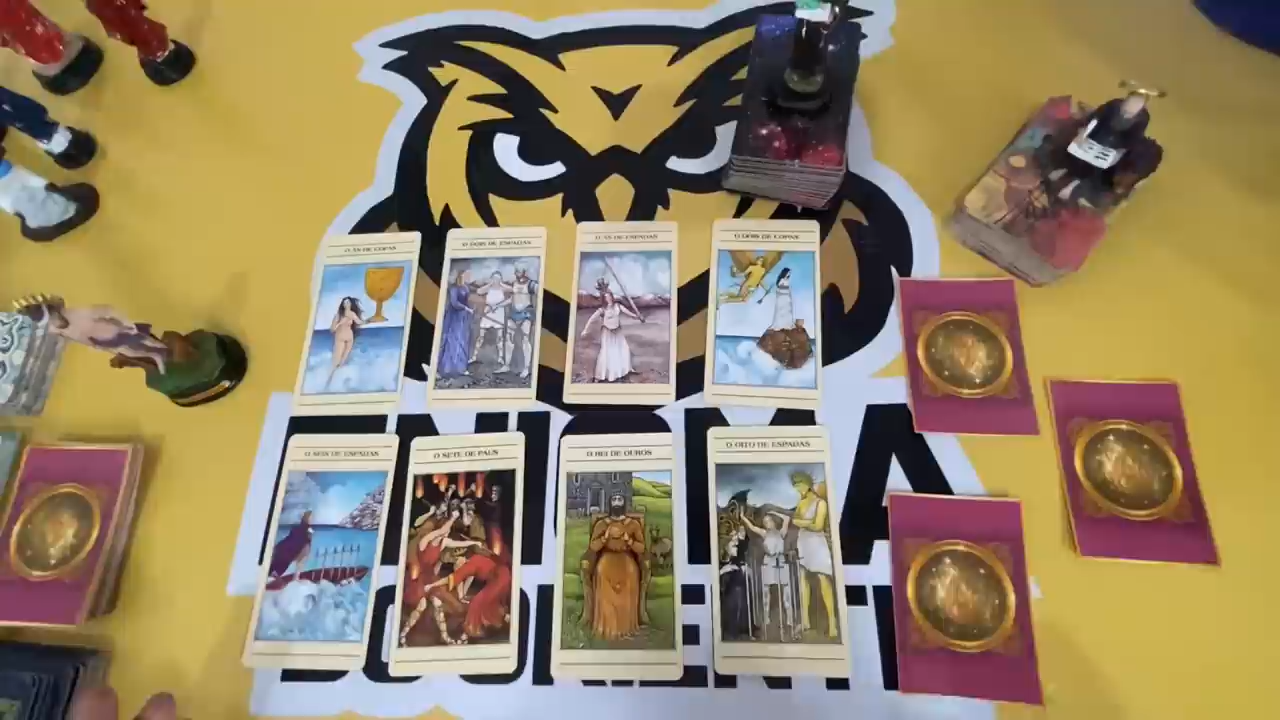 O ÁS DE COPAS
O DOIS DE ESPADAS
O ÁS DE ESPADAS
O DOIS DE COPAS
ENIGMA
O SEIS DE ESPADAS
O SETE DE PAUS
O REI DE OUROS
O OITO DE ESPADAS